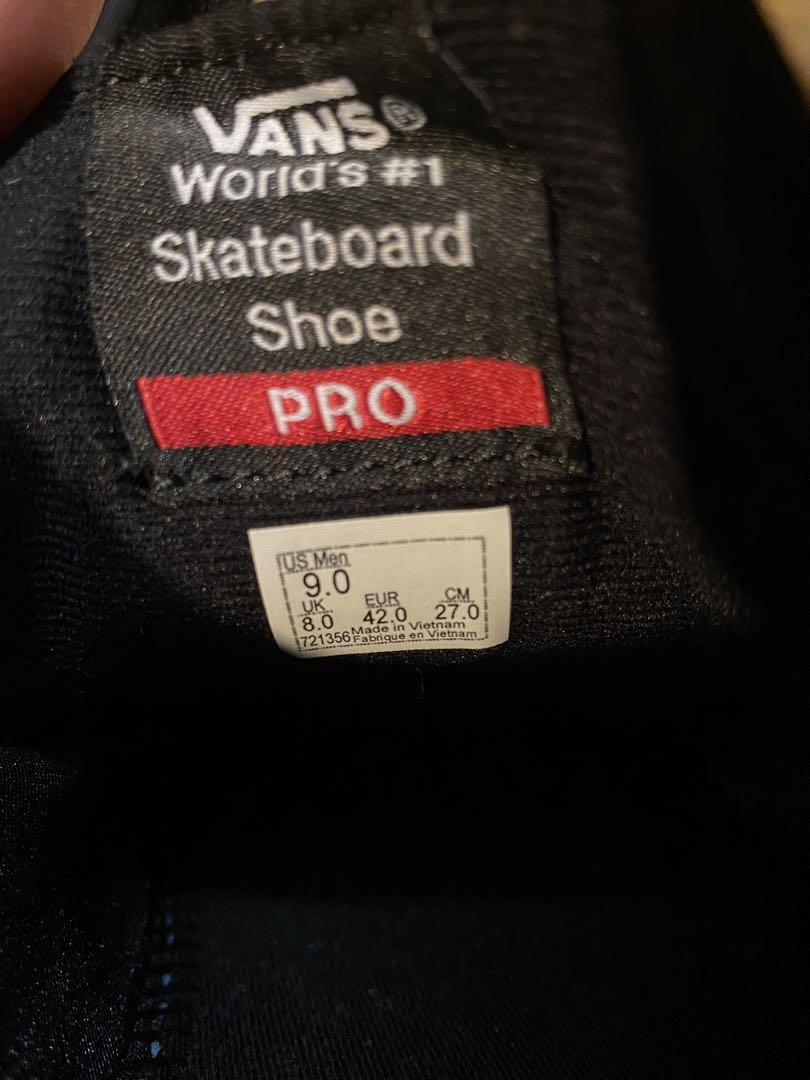 VANS®
World's #1
Skateboard
Shoe
PRO
US Men
9.0
UK EUR CM
8.0 42.0 27.0
721356 Made in Vietnam
Fabrique en Vietnam